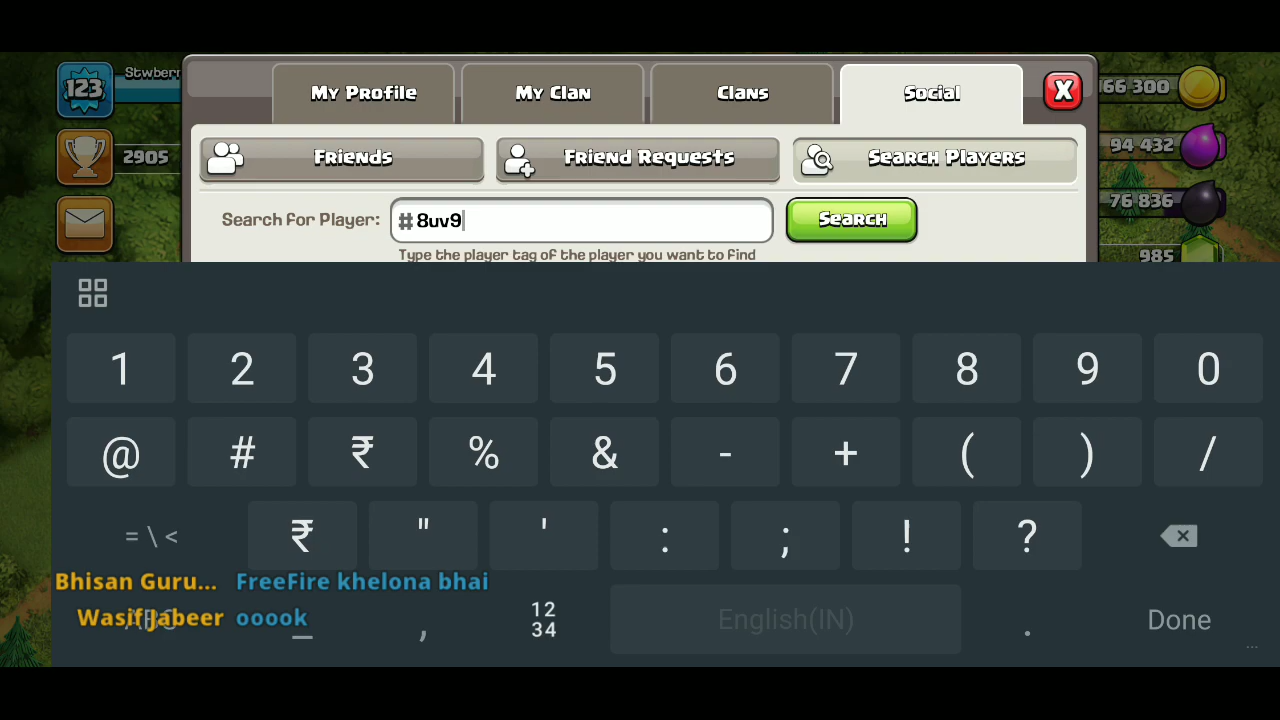 123 Stwberr
My Profile My Clan Clans Social X
66 300
2905
94 432
76 836
985
Friends Friend Requests Search Players
Search for Player: # 8uv9 Search
Type the player tag of the player you want to find
1 2 3 4 5 6 7 8 9 0
@ # ₹ % & - + ( ) /
= \ < ₹ " ' : ; ! ?
Bhisan Guru... FreeFire khelona bhai
Wasif Jabeer ooook
ABC _ , 12 34 English(IN) . Done